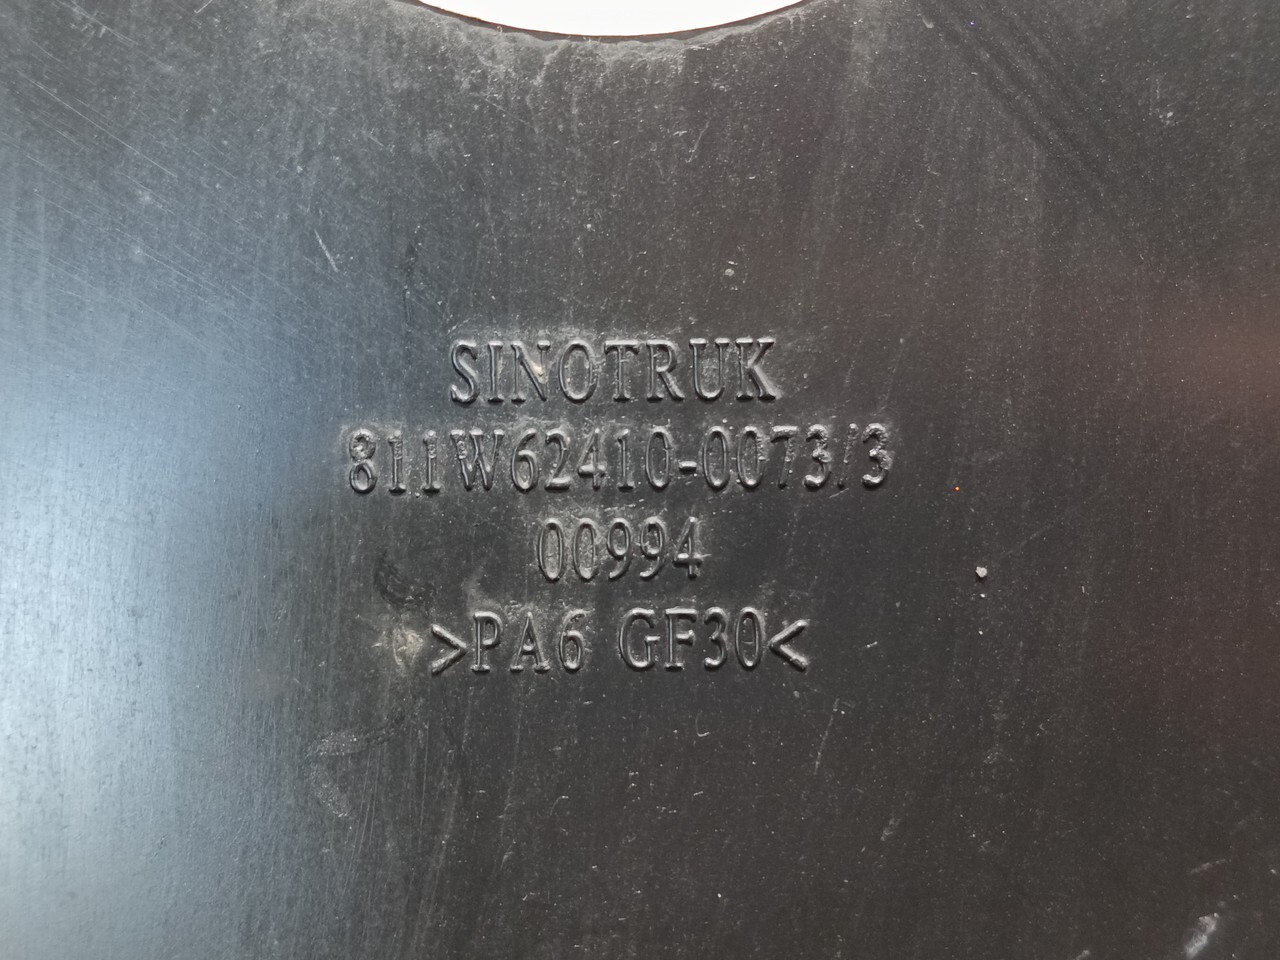 SINOTRUK
811W62410-0073/3
00994
>PA6 GF30<